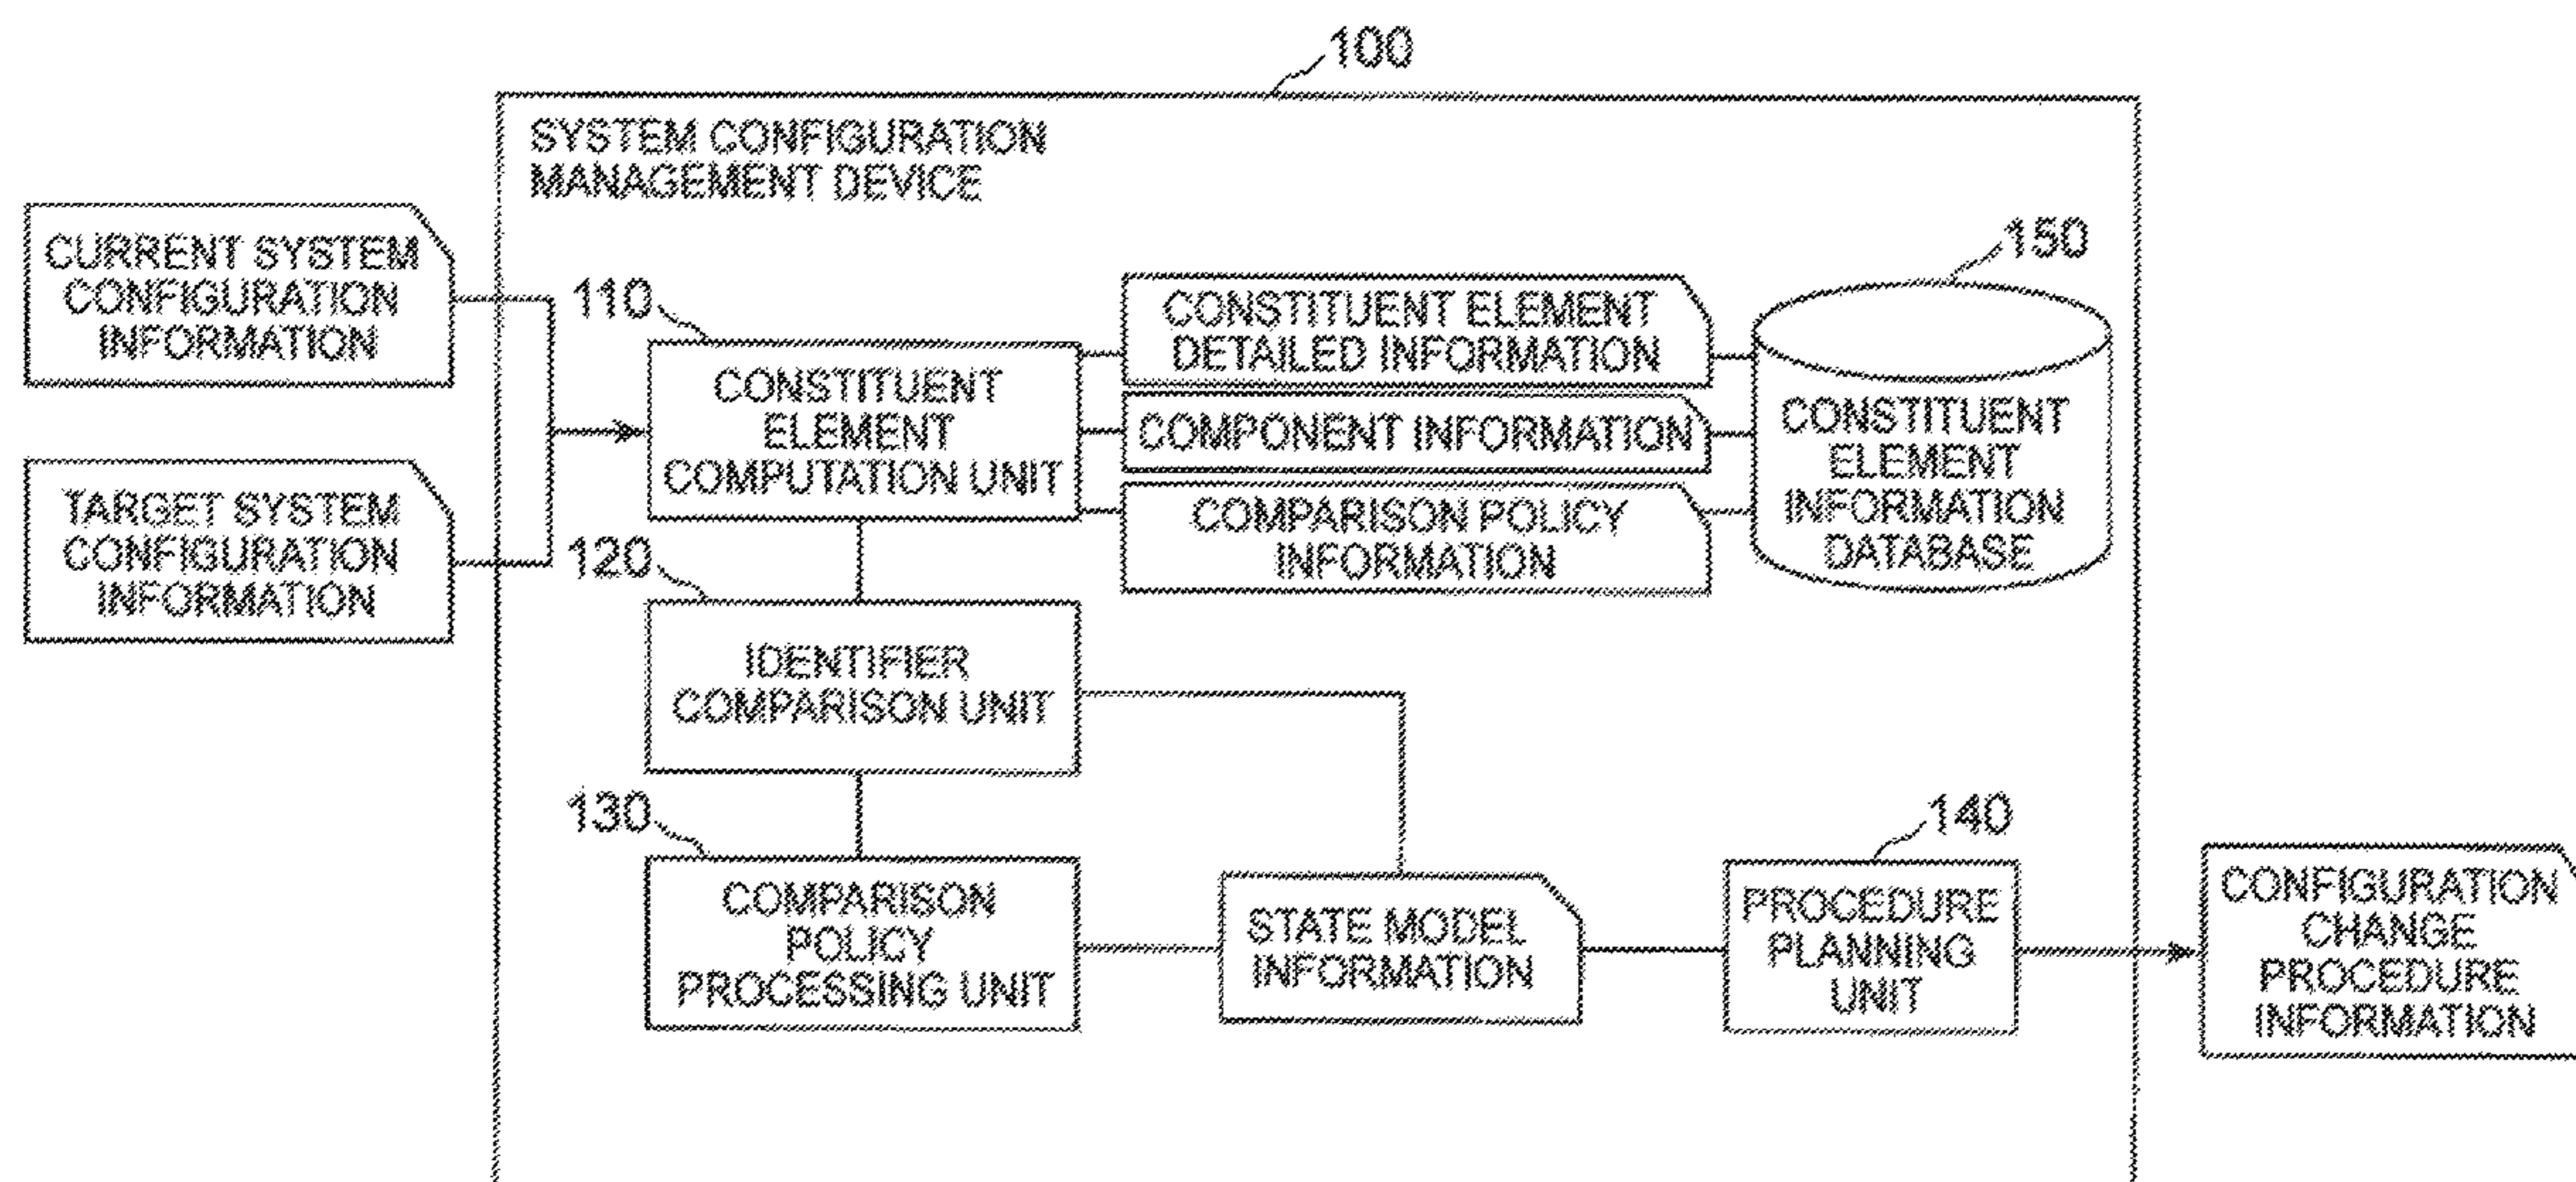 100
SYSTEM CONFIGURATION
MANAGEMENT DEVICE
CURRENT SYSTEM
CONFIGURATION
INFORMATION
TARGET SYSTEM
CONFIGURATION
INFORMATION
110
CONSTITUENT
ELEMENT
COMPUTATION UNIT
CONSTITUENT ELEMENT
DETAILED INFORMATION
COMPONENT INFORMATION
COMPARISON POLICY
INFORMATION
150
CONSTITUENT
ELEMENT
INFORMATION
DATABASE
120
IDENTIFIER
COMPARISON UNIT
130
COMPARISON
POLICY
PROCESSING UNIT
STATE MODEL
INFORMATION
140
PROCEDURE
PLANNING
UNIT
CONFIGURATION
CHANGE
PROCEDURE
INFORMATION